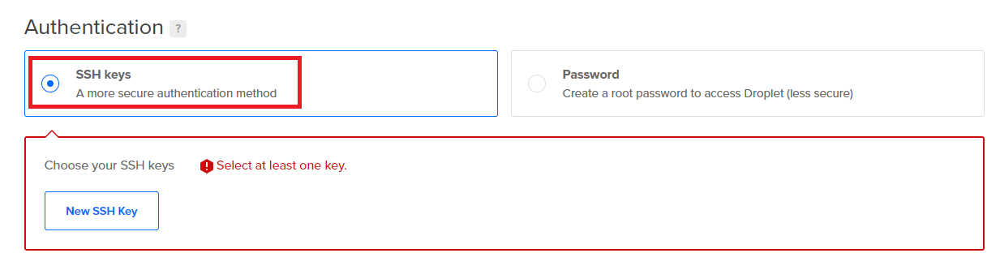 Authentication ?
SSH keys
A more secure authentication method
Password
Create a root password to access Droplet (less secure)
Choose your SSH keys ! Select at least one key.
New SSH Key